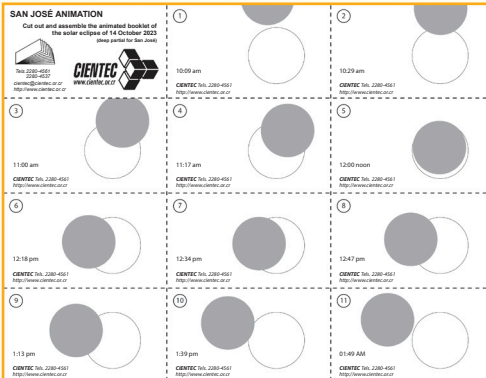 SAN JOSÉ ANIMATION
Cut out and assemble the animated booklet of
the solar eclipse of 14 October 2023
(deep partial for San José)
Tels. 2280-4561
2280-4537
cientec@cientec.or.cr
http://www.cientec.or.cr
CIENTEC
www.cientec.or.cr
1
10:09 am
CIENTEC Tels. 2280-4561
http://www.cientec.or.cr
2
10:29 am
CIENTEC Tels. 2280-4561
http://www.cientec.or.cr
3
11:00 am
CIENTEC Tels. 2280-4561
http://www.cientec.or.cr
4
11:17 am
CIENTEC Tels. 2280-4561
http://www.cientec.or.cr
5
12:00 noon
CIENTEC Tels. 2280-4561
http://www.cientec.or.cr
6
12:18 pm
CIENTEC Tels. 2280-4561
http://www.cientec.or.cr
7
12:34 pm
CIENTEC Tels. 2280-4561
http://www.cientec.or.cr
8
12:47 pm
CIENTEC Tels. 2280-4561
http://www.cientec.or.cr
9
1:13 pm
CIENTEC Tels. 2280-4561
http://www.cientec.or.cr
10
1:39 pm
CIENTEC Tels. 2280-4561
http://www.cientec.or.cr
11
01:49 AM
CIENTEC Tels. 2280-4561
http://www.cientec.or.cr